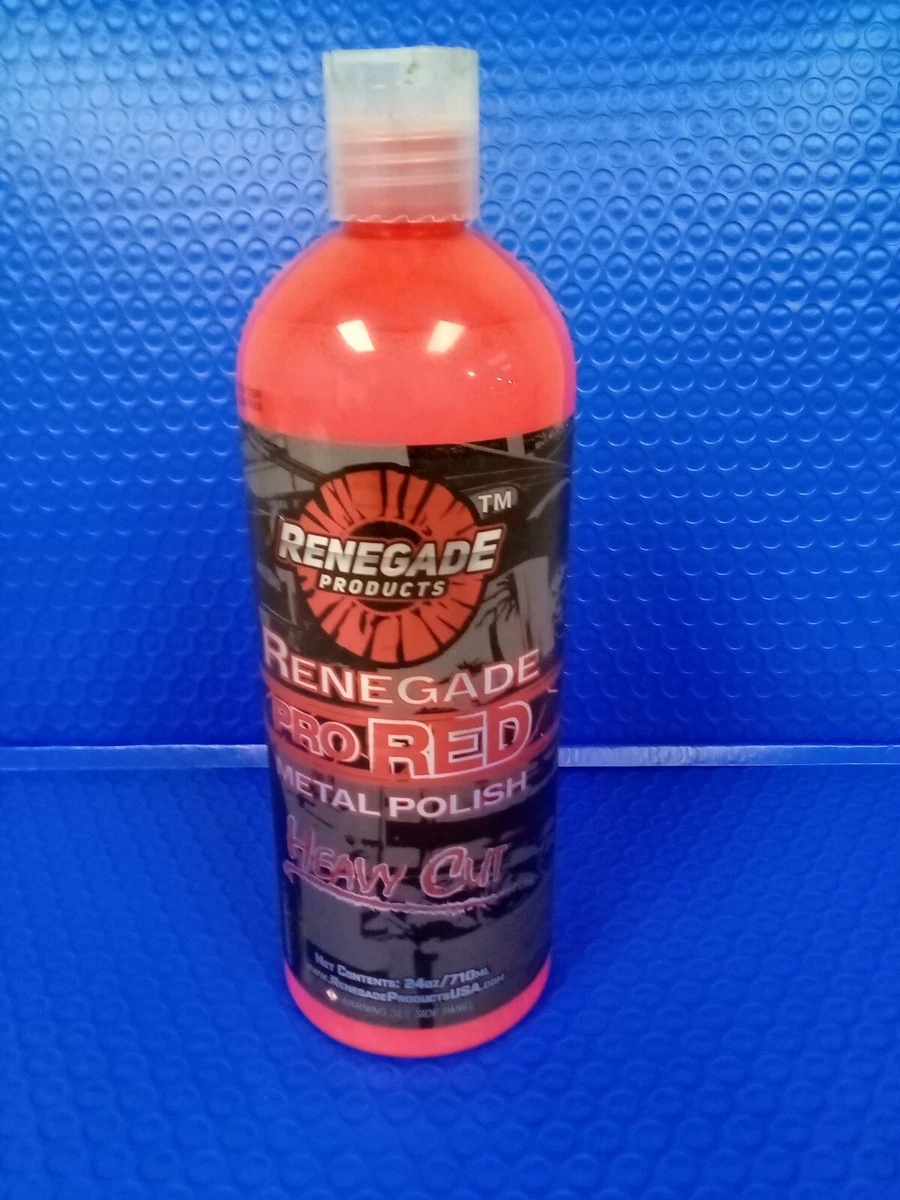 RENEGADE
TM
PRODUCTS
RENEGADE
PRO RED
METAL POLISH
HEAVY CUT
NET CONTENTS: 24OZ/710ML
WWW.RENEGADEPRODUCTSUSA.COM
WARNING SEE SIDE PANEL